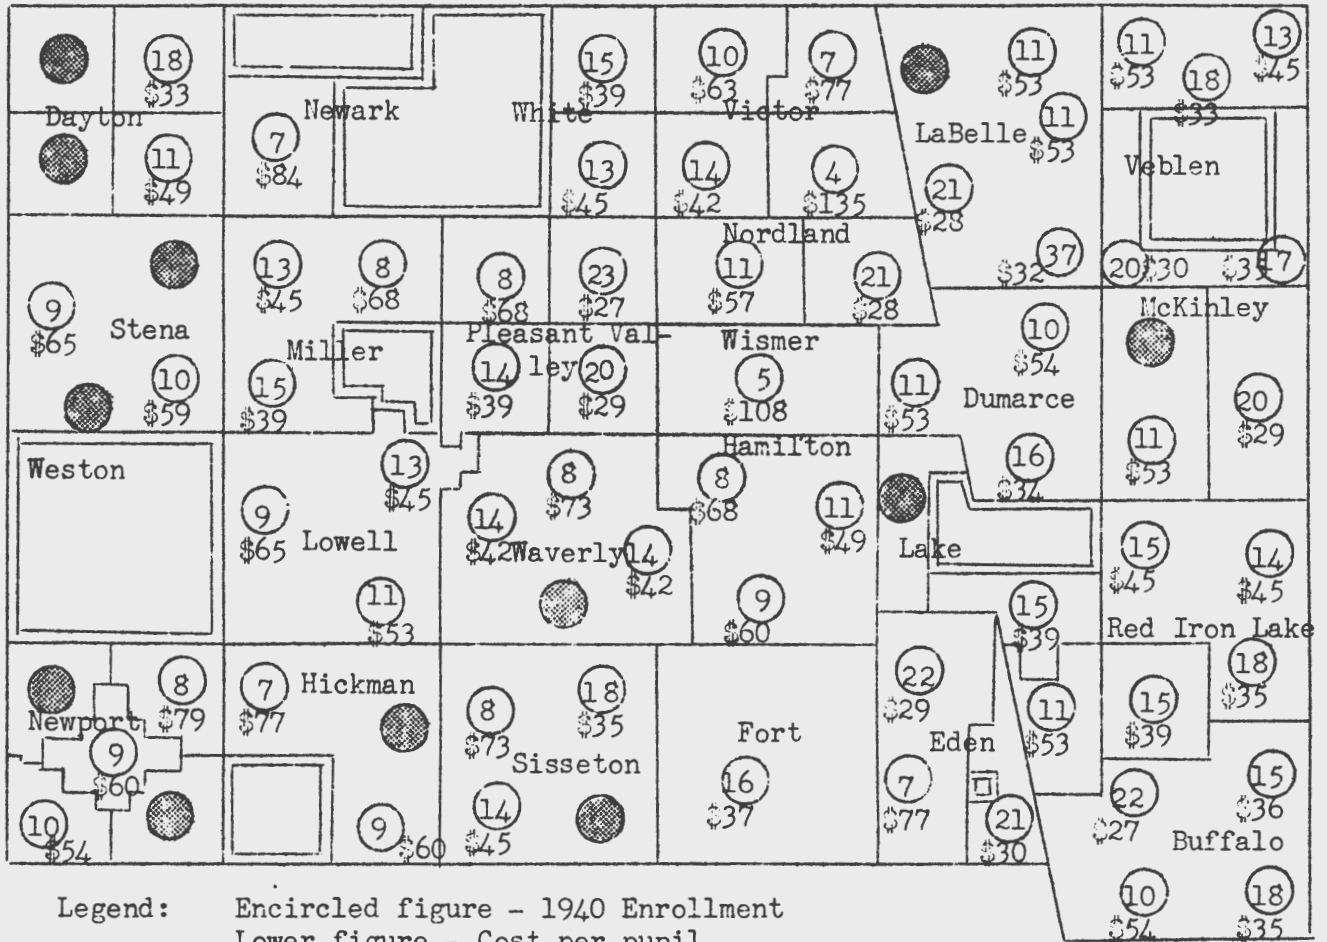 18 15 10 7 11 11 13
$33 $39 $63 $77 $53 $53 18 $45
$33
Dayton Newark White Victor LaBelle 11
7 $53 Veblen
11 $84 13 14 4 21
$49 $45 $42 $135 $28
Nordland
13 8 8 23 11 21 37 20 $30 17
$45 $68 $68 $27 $57 $28 $32
9 McKinley
$65 Stena Miller Pleasant Val- Wismer 10
ley $54
10 15 14 20 5 11 Dumarce 20
$59 $39 $39 $29 $108 $53 $29
Hamilton 11
Weston 13 8 8 16 $53
$45 $73 $68 $34
9 14 11 15 14
$65 Lowell $42 Waverly 14 $49 Lake $45 $45
$42
11 9 15 Red Iron Lake
$53 $60 $39 18
8 7 Hickman 18 22 15 $35
$79 $77 8 $35 $29 11 $39
Newport $73 Fort Eden $53
9 Sisseton
$60 16 7 22 15
10 9 $60 14 $37 $77 21 $27 $36
$54 $45 $30 Buffalo
10 18
$54 $35
Legend: Encircled figure - 1940 Enrollment
Lower figure - Cost per pupil